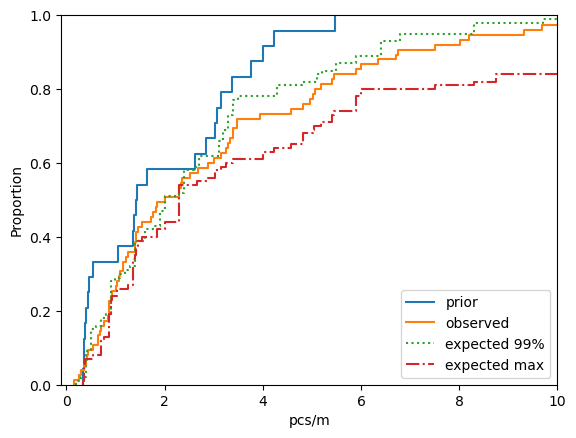 1.0
0.8
0.6
0.4
0.2
0.0
Proportion
0
2
4
6
8
10
pcs/m
prior
observed
expected 99%
expected max